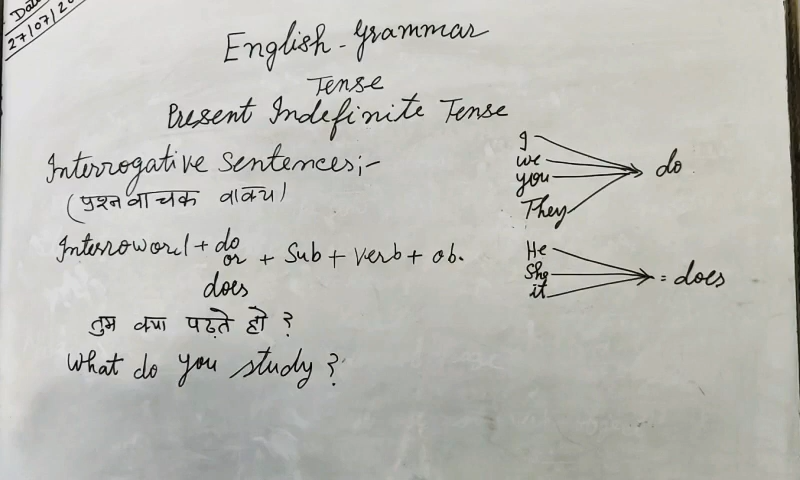 Date
27/07/20
English - Grammar
Tense
Present Indefinite Tense
Interrogative Sentences;-
(प्रश्नवाचक वाक्य)
Interroword + do or does + Sub + verb + ob.
तुम क्या पढ़ते हो ?
What do you study ?
I
we
you
They
do
He
She
it
= does